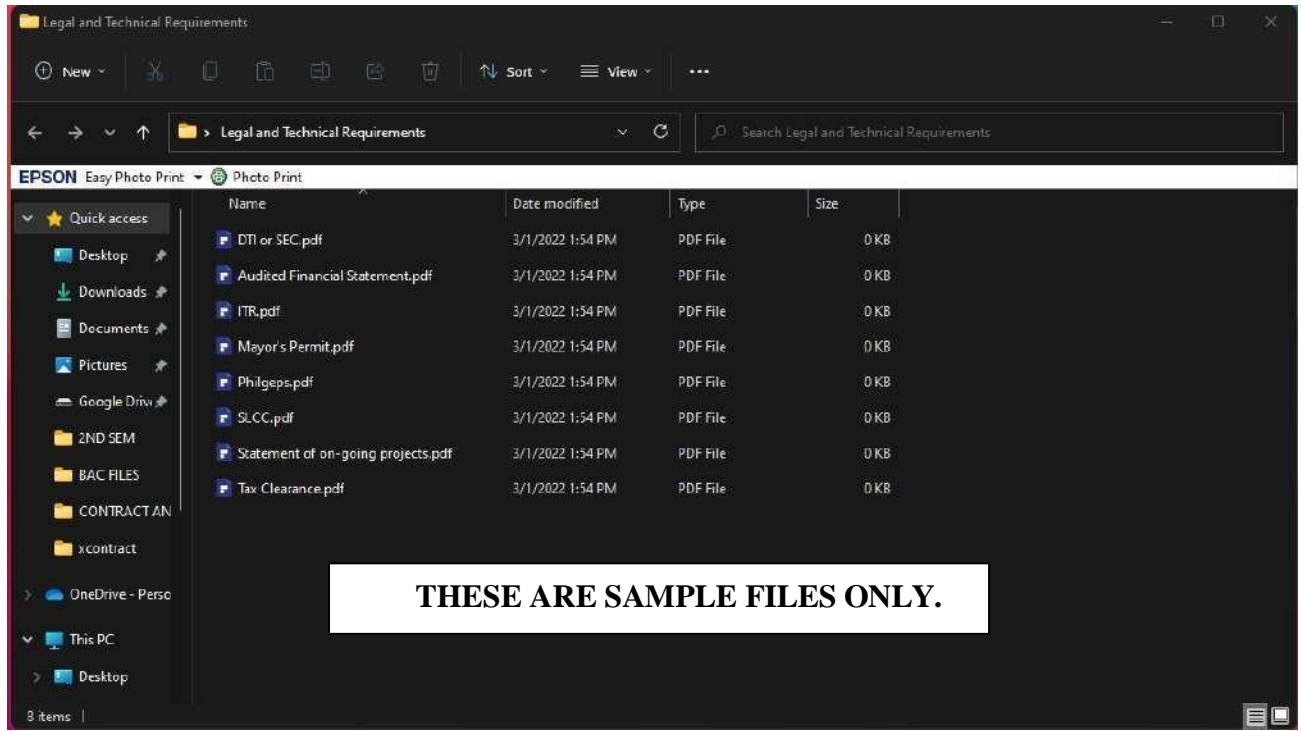 Legal and Technical Requirements
New
Sort
View
Legal and Technical Requirements
Search Legal and Technical Requirements
EPSON Easy Photo Print Photo Print
Name Date modified Type Size
Quick access
Desktop
Downloads
Documents
Pictures
Google Driv
2ND SEM
BAC FILES
CONTRACT AN
xcontract
OneDrive - Perso
This PC
Desktop
DTI or SEC.pdf 3/1/2022 1:54 PM PDF File 0 KB
Audited Financial Statement.pdf 3/1/2022 1:54 PM PDF File 0 KB
ITR.pdf 3/1/2022 1:54 PM PDF File 0 KB
Mayor's Permit.pdf 3/1/2022 1:54 PM PDF File 0 KB
Philgeps.pdf 3/1/2022 1:54 PM PDF File 0 KB
SLCC.pdf 3/1/2022 1:54 PM PDF File 0 KB
Statement of on-going projects.pdf 3/1/2022 1:54 PM PDF File 0 KB
Tax Clearance.pdf 3/1/2022 1:54 PM PDF File 0 KB
THESE ARE SAMPLE FILES ONLY.
8 items